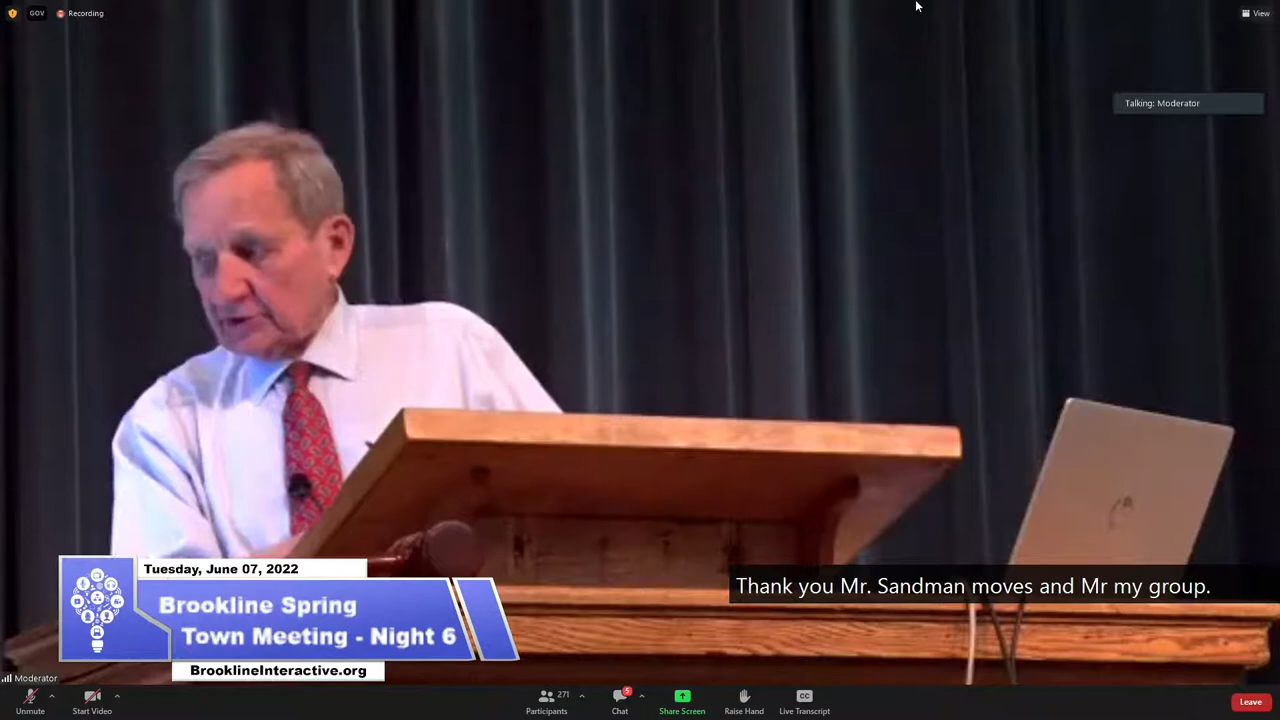 GOV
Recording
View
Talking: Moderator
Tuesday, June 07, 2022
Brookline Spring
Town Meeting - Night 6
BrooklineInteractive.org
Thank you Mr. Sandman moves and Mr my group.
Moderator
Unmute
Start Video
271
Participants
5
Chat
Share Screen
Raise Hand
CC
Live Transcript
Leave